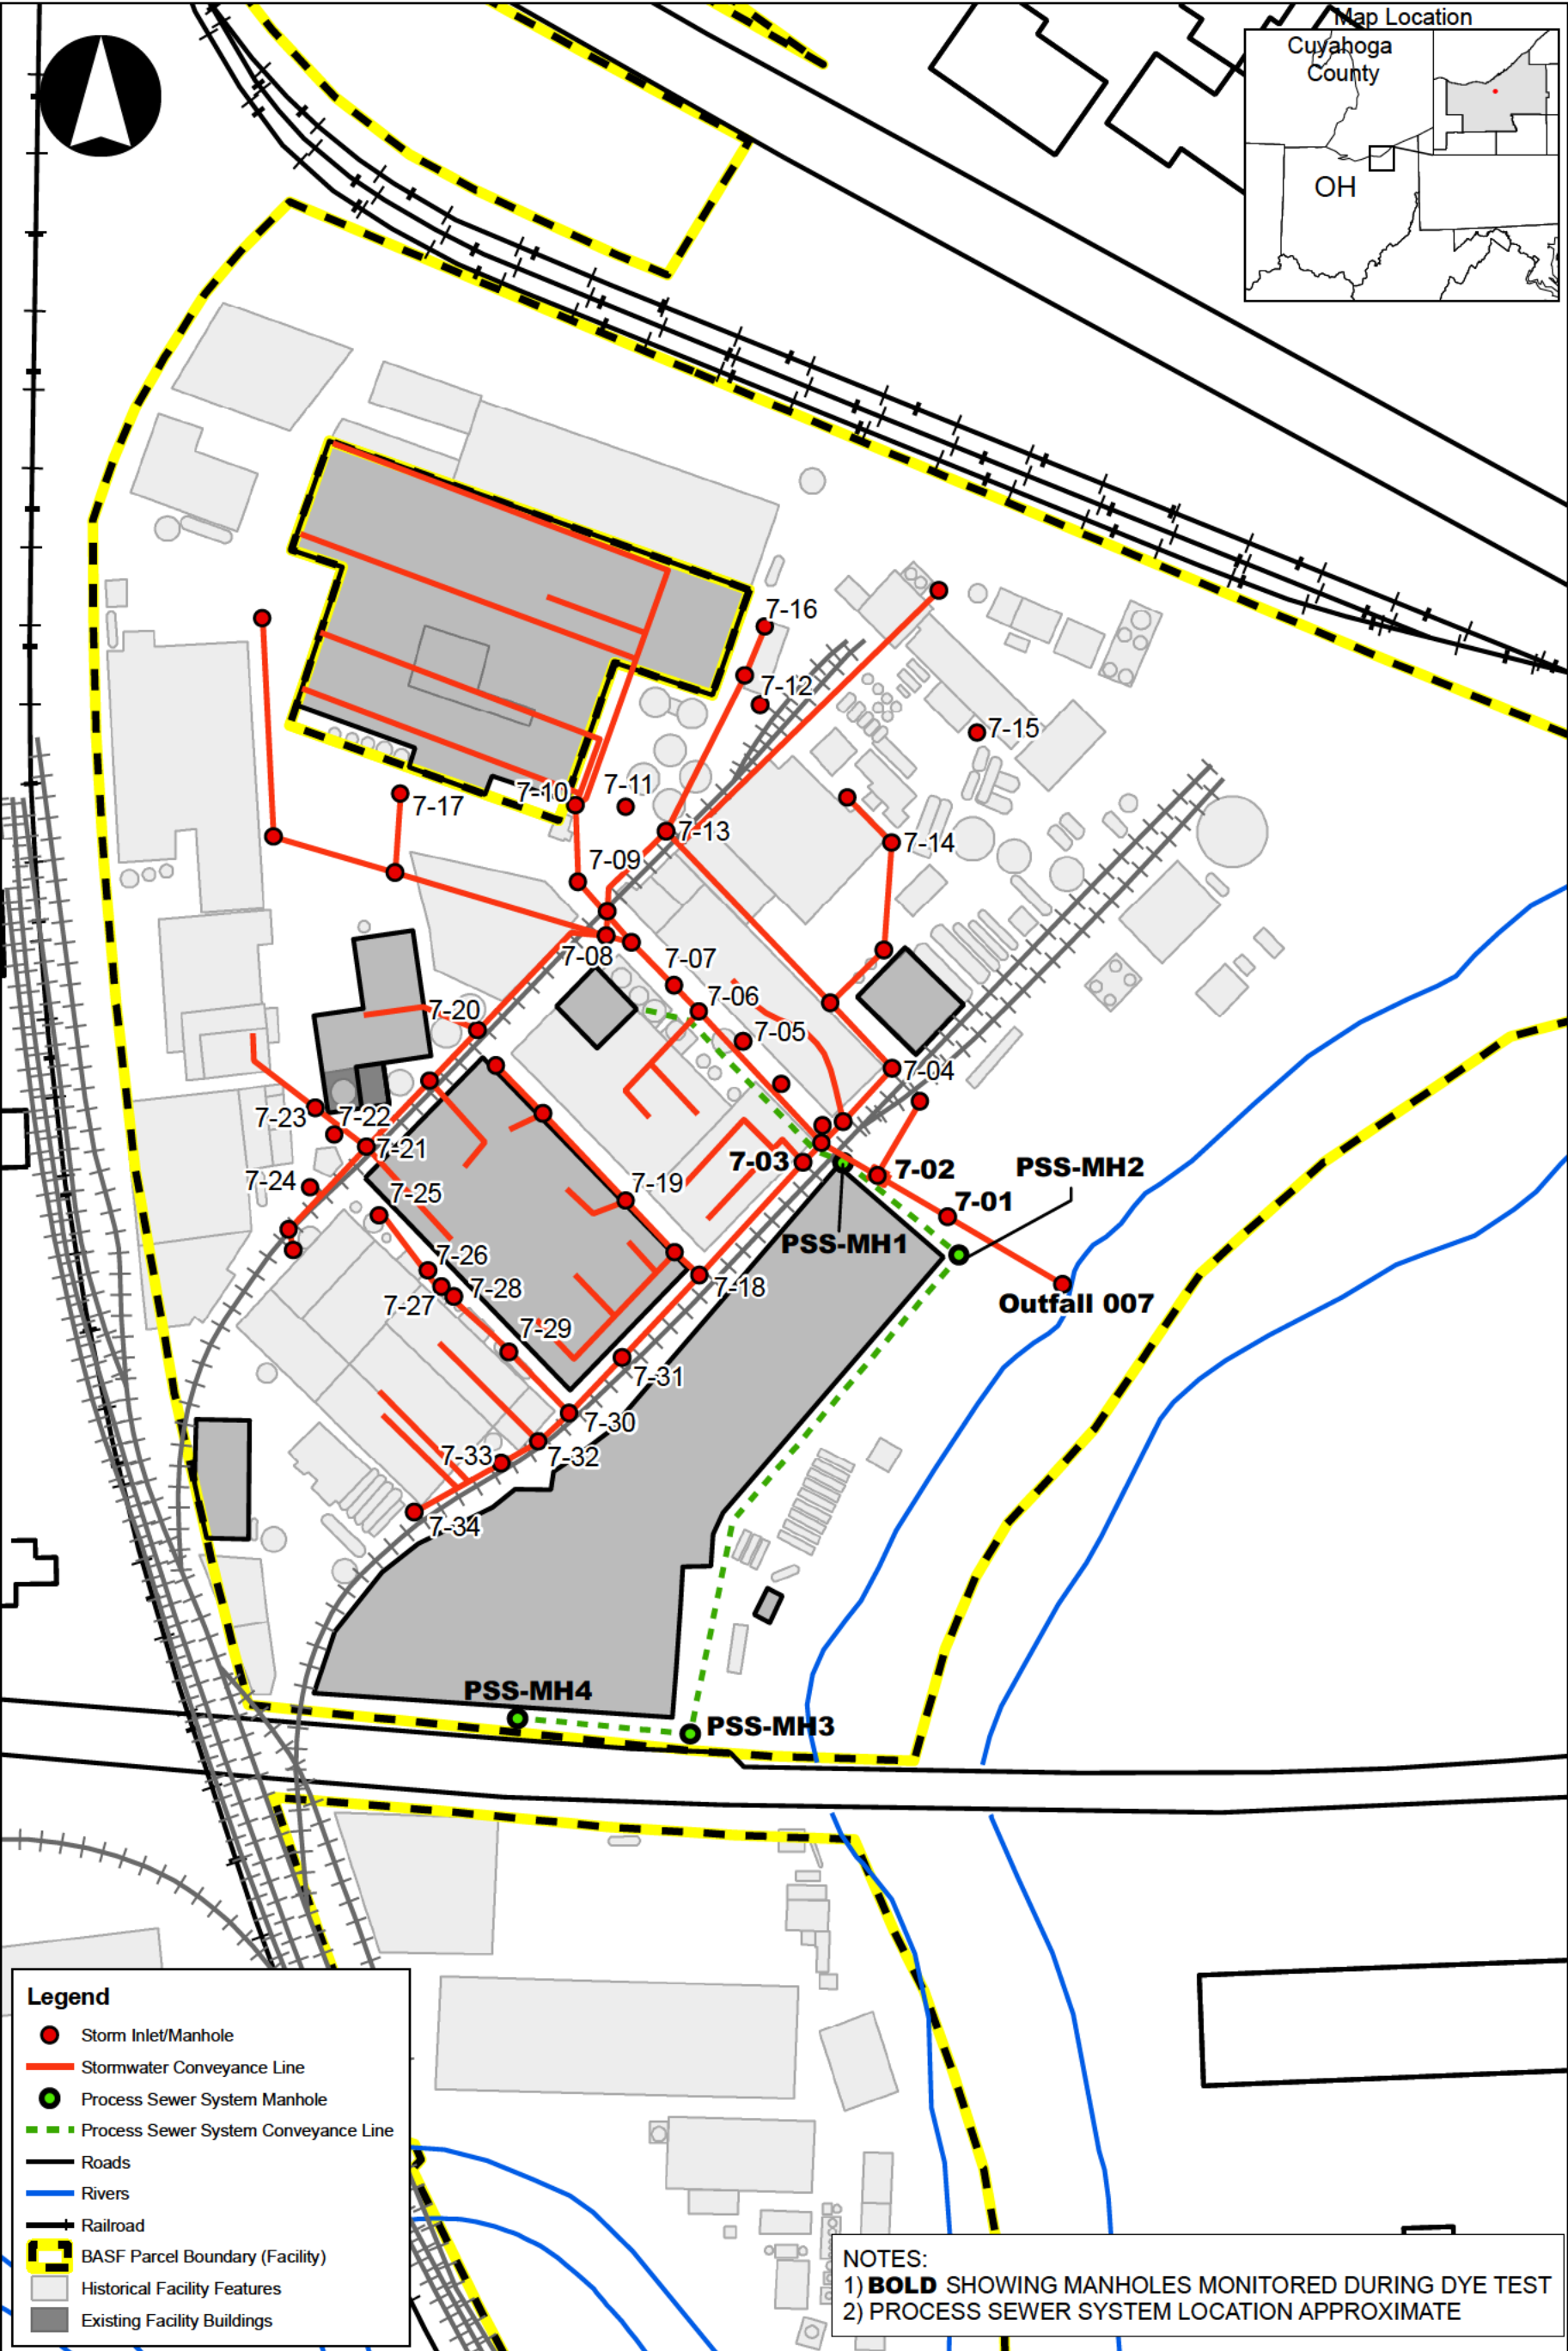 Map Location
Cuyahoga
County
OH
7-16
7-12
7-15
7-11
7-10
7-17
7-13
7-14
7-09
7-08
7-07
7-06
7-20
7-05
7-04
7-23
7-22
7-21
7-03
7-02
PSS-MH2
7-24
7-19
7-25
7-01
PSS-MH1
7-26
7-18
7-28
7-27
Outfall 007
7-29
7-31
7-30
7-33
7-32
7-34
PSS-MH4
PSS-MH3
Legend
Storm Inlet/Manhole
Stormwater Conveyance Line
Process Sewer System Manhole
Process Sewer System Conveyance Line
Roads
Rivers
Railroad
BASF Parcel Boundary (Facility)
Historical Facility Features
Existing Facility Buildings
NOTES:
1) BOLD SHOWING MANHOLES MONITORED DURING DYE TEST
2) PROCESS SEWER SYSTEM LOCATION APPROXIMATE